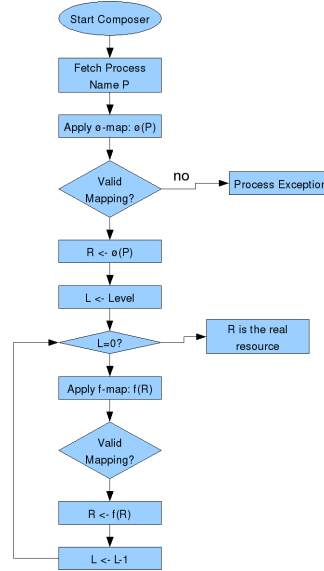 Start Composer
Fetch Process
Name P
Apply ø-map: ø(P)
Valid
Mapping?
no
Process Exception
R <- ø(P)
L <- Level
L=0?
R is the real
resource
Apply f-map: f(R)
Valid
Mapping?
R <- f(R)
L <- L-1